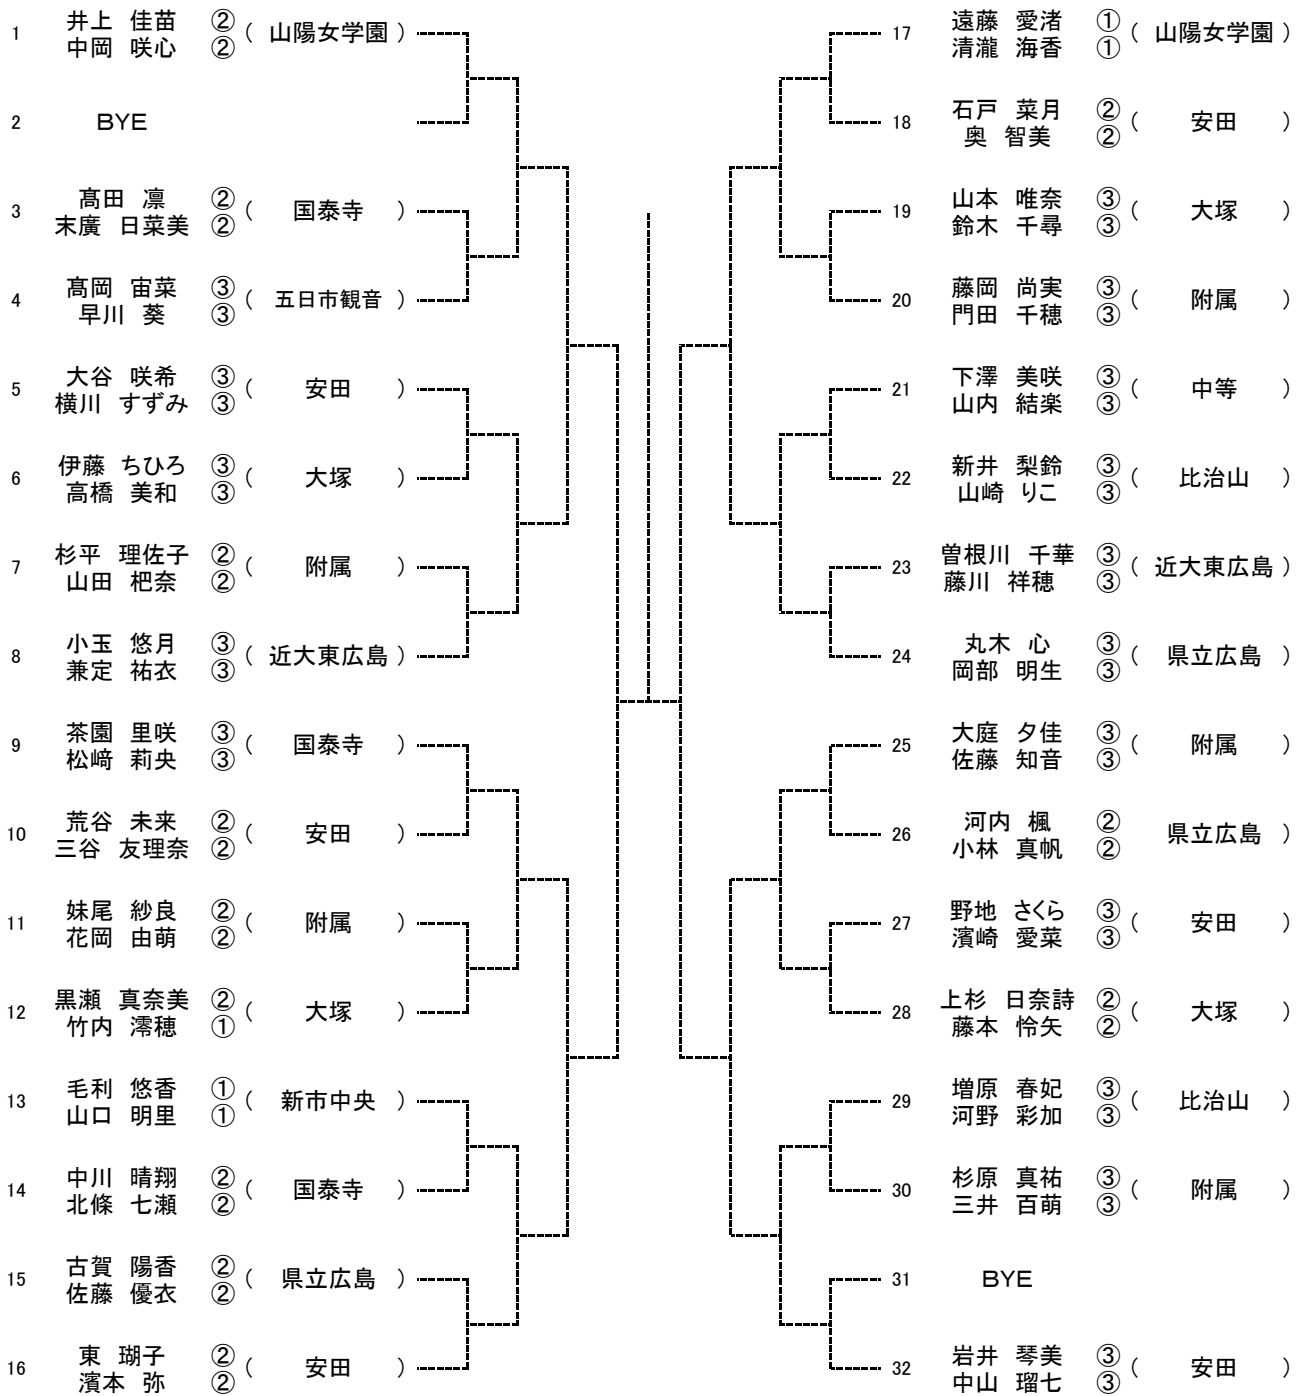 井上 佳苗 ②
1 ( 山陽女学園 )
中岡 咲心 ②
2 BYE
髙田 凛 ②
3 ( 国泰寺 )
末廣 日菜美 ②
髙岡 宙菜 ③
4 ( 五日市観音 )
早川 葵 ③
大谷 咲希 ③
5 ( 安田 )
横川 すずみ ③
伊藤 ちひろ ③
6 ( 大塚 )
高橋 美和 ③
杉平 理佐子 ②
7 ( 附属 )
山田 杷奈 ②
小玉 悠月 ③
8 ( 近大東広島 )
兼定 祐衣 ③
茶園 里咲 ③
9 ( 国泰寺 )
松﨑 莉央 ③
荒谷 未来 ②
10 ( 安田 )
三谷 友理奈 ②
妹尾 紗良 ②
11 ( 附属 )
花岡 由萌 ②
黒瀬 真奈美 ②
12 ( 大塚 )
竹内 澪穂 ①
毛利 悠香 ①
13 ( 新市中央 )
山口 明里 ①
中川 晴翔 ②
14 ( 国泰寺 )
北條 七瀬 ②
古賀 陽香 ②
15 ( 県立広島 )
佐藤 優衣 ②
東 瑚子 ②
16 ( 安田 )
濱本 弥 ②
遠藤 愛渚 ①
17 ( 山陽女学園 )
清瀧 海香 ①
石戸 菜月 ②
18 ( 安田 )
奥 智美 ②
山本 唯奈 ③
19 ( 大塚 )
鈴木 千尋 ③
藤岡 尚実 ③
20 ( 附属 )
門田 千穂 ③
下澤 美咲 ③
21 ( 中等 )
山内 結楽 ③
新井 梨鈴 ③
22 ( 比治山 )
山崎 りこ ③
曽根川 千華 ③
23 ( 近大東広島 )
藤川 祥穂 ③
丸木 心 ③
24 ( 県立広島 )
岡部 明生 ③
大庭 夕佳 ③
25 ( 附属 )
佐藤 知音 ③
河内 楓 ②
26 県立広島 )
小林 真帆 ②
野地 さくら ③
27 ( 安田 )
濱崎 愛菜 ③
上杉 日奈詩 ②
28 ( 大塚 )
藤本 怜矢 ②
増原 春妃 ③
29 ( 比治山 )
河野 彩加 ③
杉原 真祐 ③
30 ( 附属 )
三井 百萌 ③
31 BYE
岩井 琴美 ③
32 ( 安田 )
中山 瑠七 ③